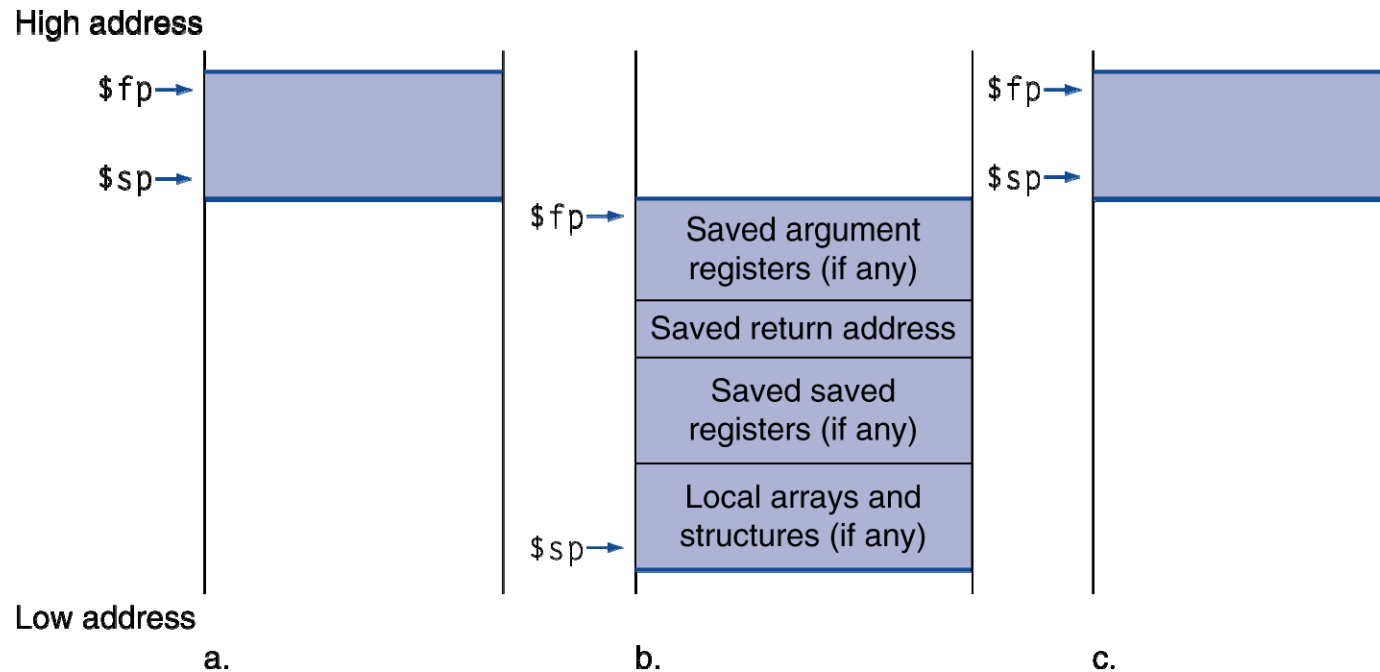 High address
$fp
$sp
$fp
Saved argument
registers (if any)
Saved return address
Saved saved
registers (if any)
Local arrays and
structures (if any)
$sp
$fp
$sp
Low address
a.
b.
c.